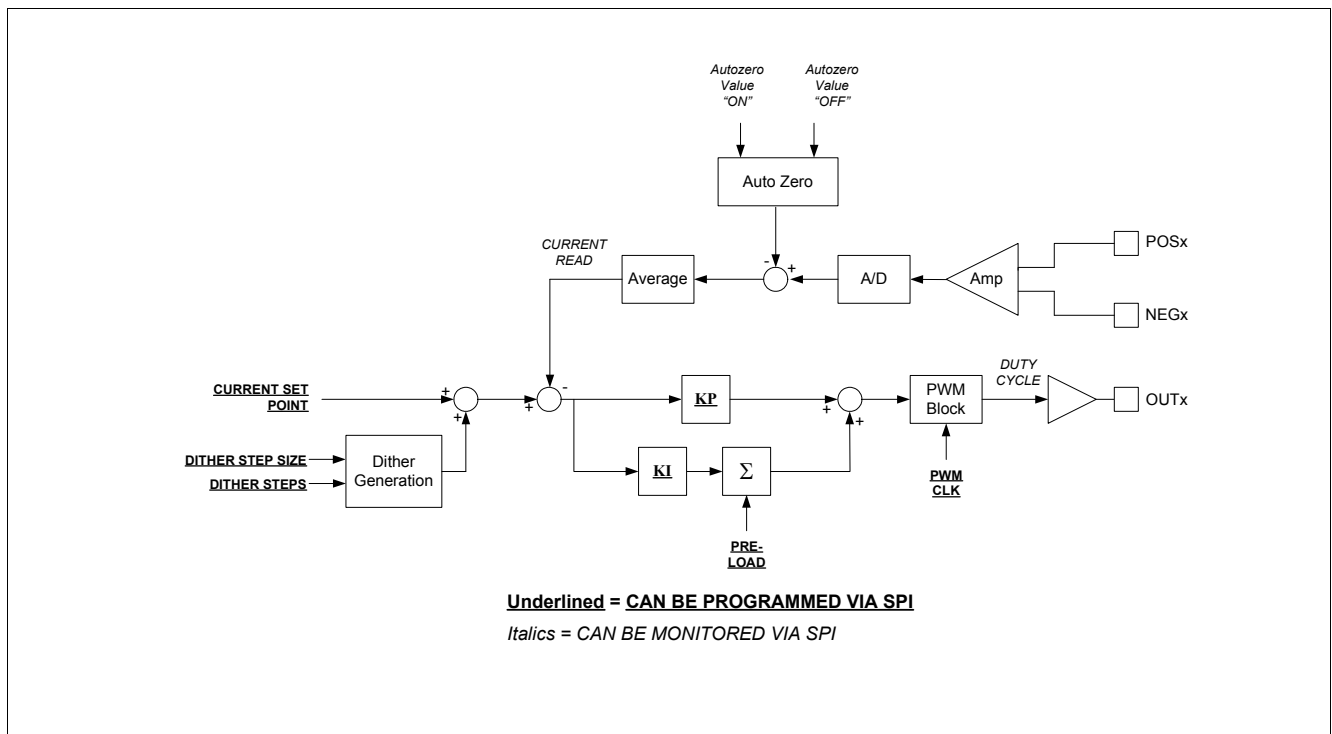 Autozero
Value
“ON”
Autozero
Value
“OFF”
Auto Zero
CURRENT
READ
Average
-
+
A/D
Amp
POSx
NEGx
CURRENT SET
POINT
+
+
+
-
KP
+
+
PWM
Block
DUTY
CYCLE
OUTx
DITHER STEP SIZE
DITHER STEPS
Dither
Generation
KI
Σ
PWM
CLK
PRE-
LOAD
Underlined = CAN BE PROGRAMMED VIA SPI
Italics = CAN BE MONITORED VIA SPI